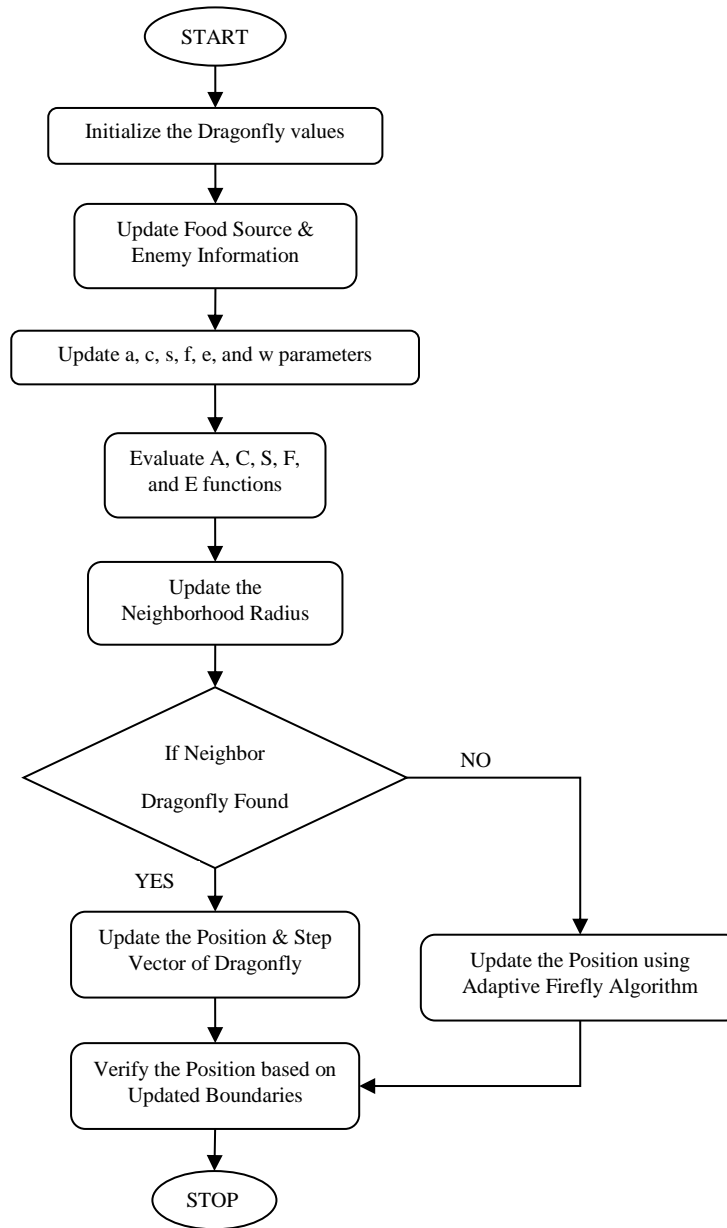 START
Initialize the Dragonfly values
Update Food Source &
Enemy Information
Update a, c, s, f, e, and w parameters
Evaluate A, C, S, F,
and E functions
Update the
Neighborhood Radius
If Neighbor
Dragonfly Found
NO
YES
Update the Position & Step
Vector of Dragonfly
Update the Position using
Adaptive Firefly Algorithm
Verify the Position based on
Updated Boundaries
STOP